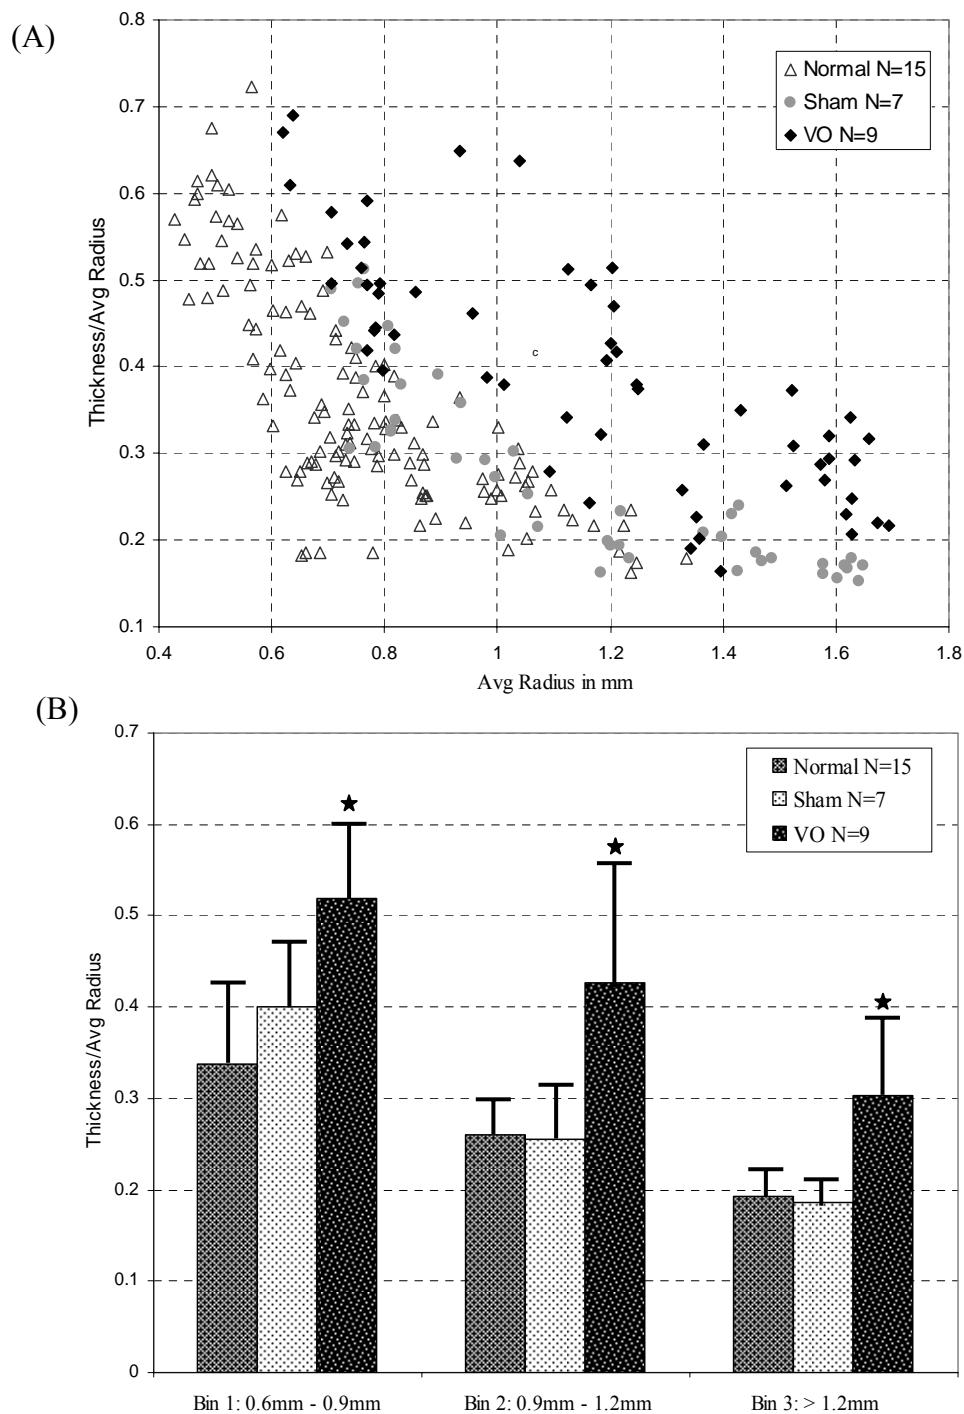 (A)
0.8
0.7
0.6
0.5
0.4
0.3
0.2
0.1
Thickness/Avg Radius
Normal N=15
Sham N=7
VO N=9
c
0.4 0.6 0.8 1 1.2 1.4 1.6 1.8
Avg Radius in mm
(B)
0.7
0.6
0.5
0.4
0.3
0.2
0.1
0
Thickness/Avg Radius
Normal N=15
Sham N=7
VO N=9
Bin 1: 0.6mm - 0.9mm Bin 2: 0.9mm - 1.2mm Bin 3: > 1.2mm